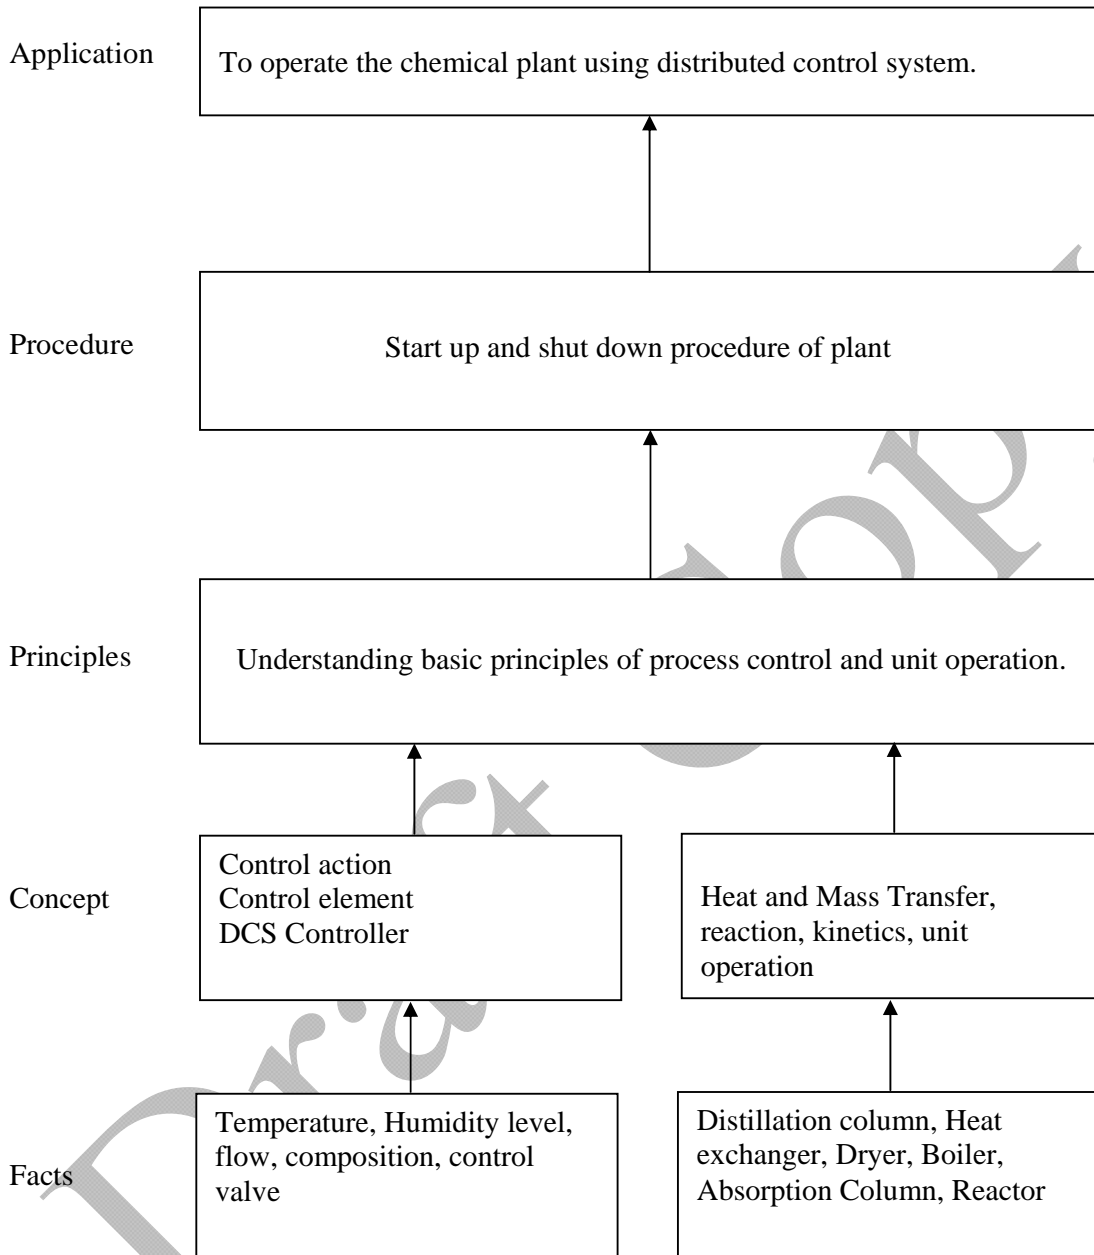 Application
To operate the chemical plant using distributed control system.
Procedure
Start up and shut down procedure of plant
Principles
Understanding basic principles of process control and unit operation.
Concept
Control action
Control element
DCS Controller
Heat and Mass Transfer,
reaction, kinetics, unit
operation
Facts
Temperature, Humidity level,
flow, composition, control
valve
Distillation column, Heat
exchanger, Dryer, Boiler,
Absorption Column, Reactor
Draft Copy